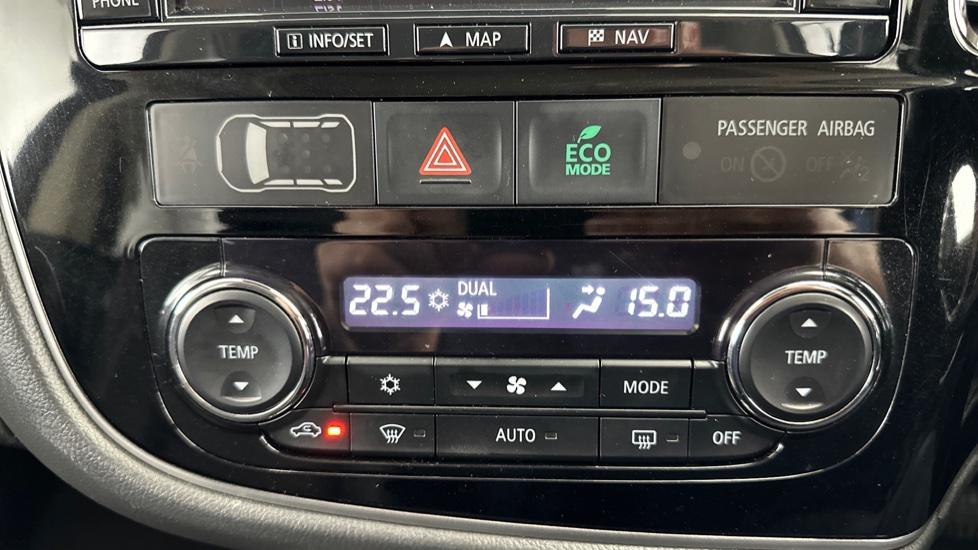 PHONE
INFO/SET MAP NAV
ECO
MODE
PASSENGER AIRBAG
ON OFF
22.5 DUAL 15.0
TEMP
TEMP
MODE
AUTO OFF